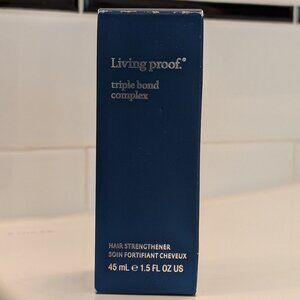 Living proof.®
triple bond
complex
HAIR STRENGTHENER
SOIN FORTIFIANT CHEVEUX
45 mL ℮ 1.5 FL OZ US